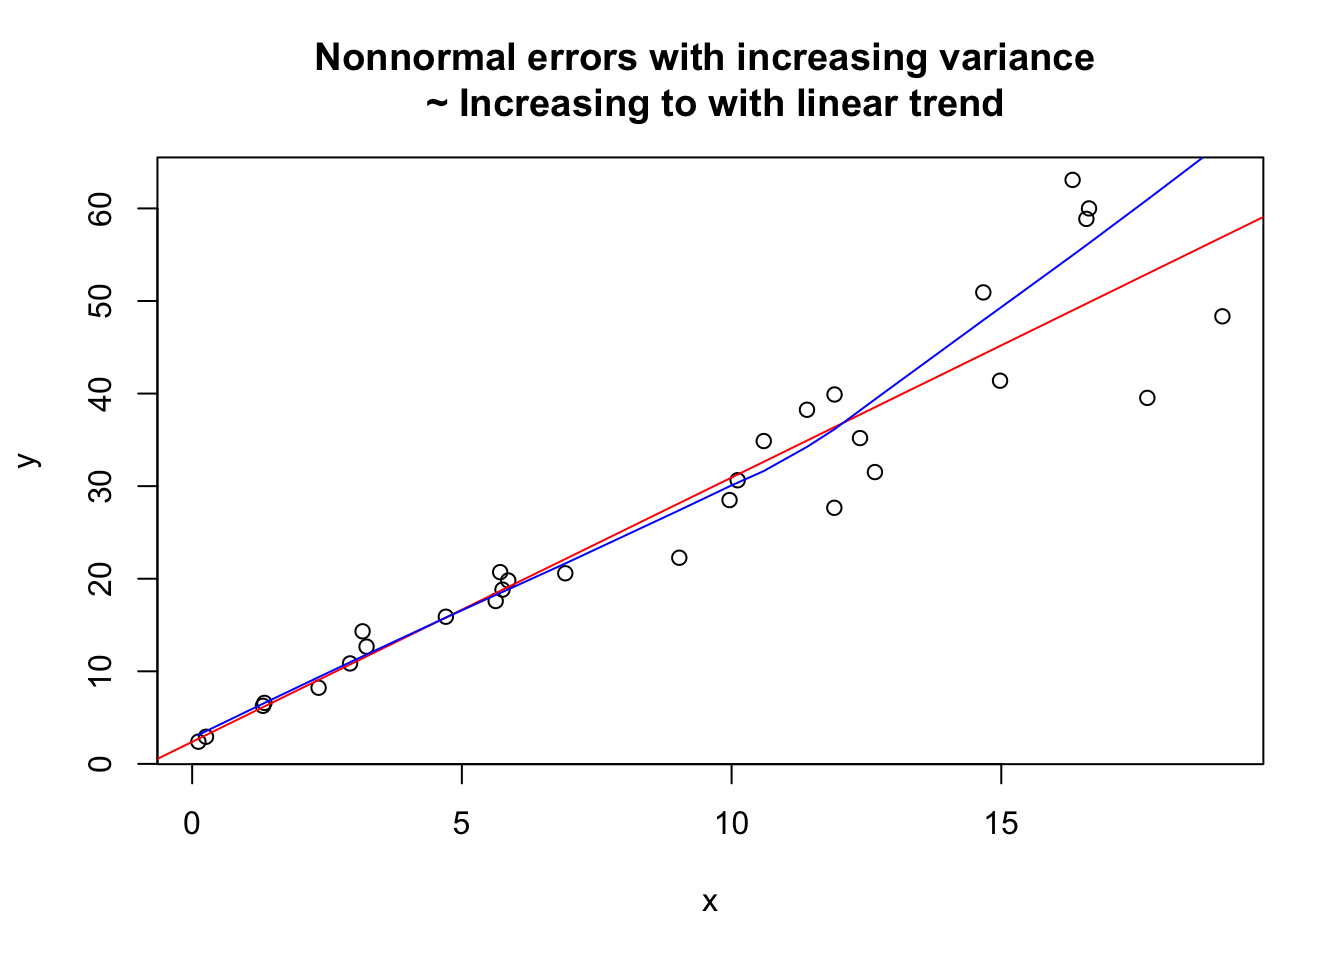 Nonnormal errors with increasing variance
~ Increasing to with linear trend
y
60
50
40
30
20
10
0
0 5 10 15
x